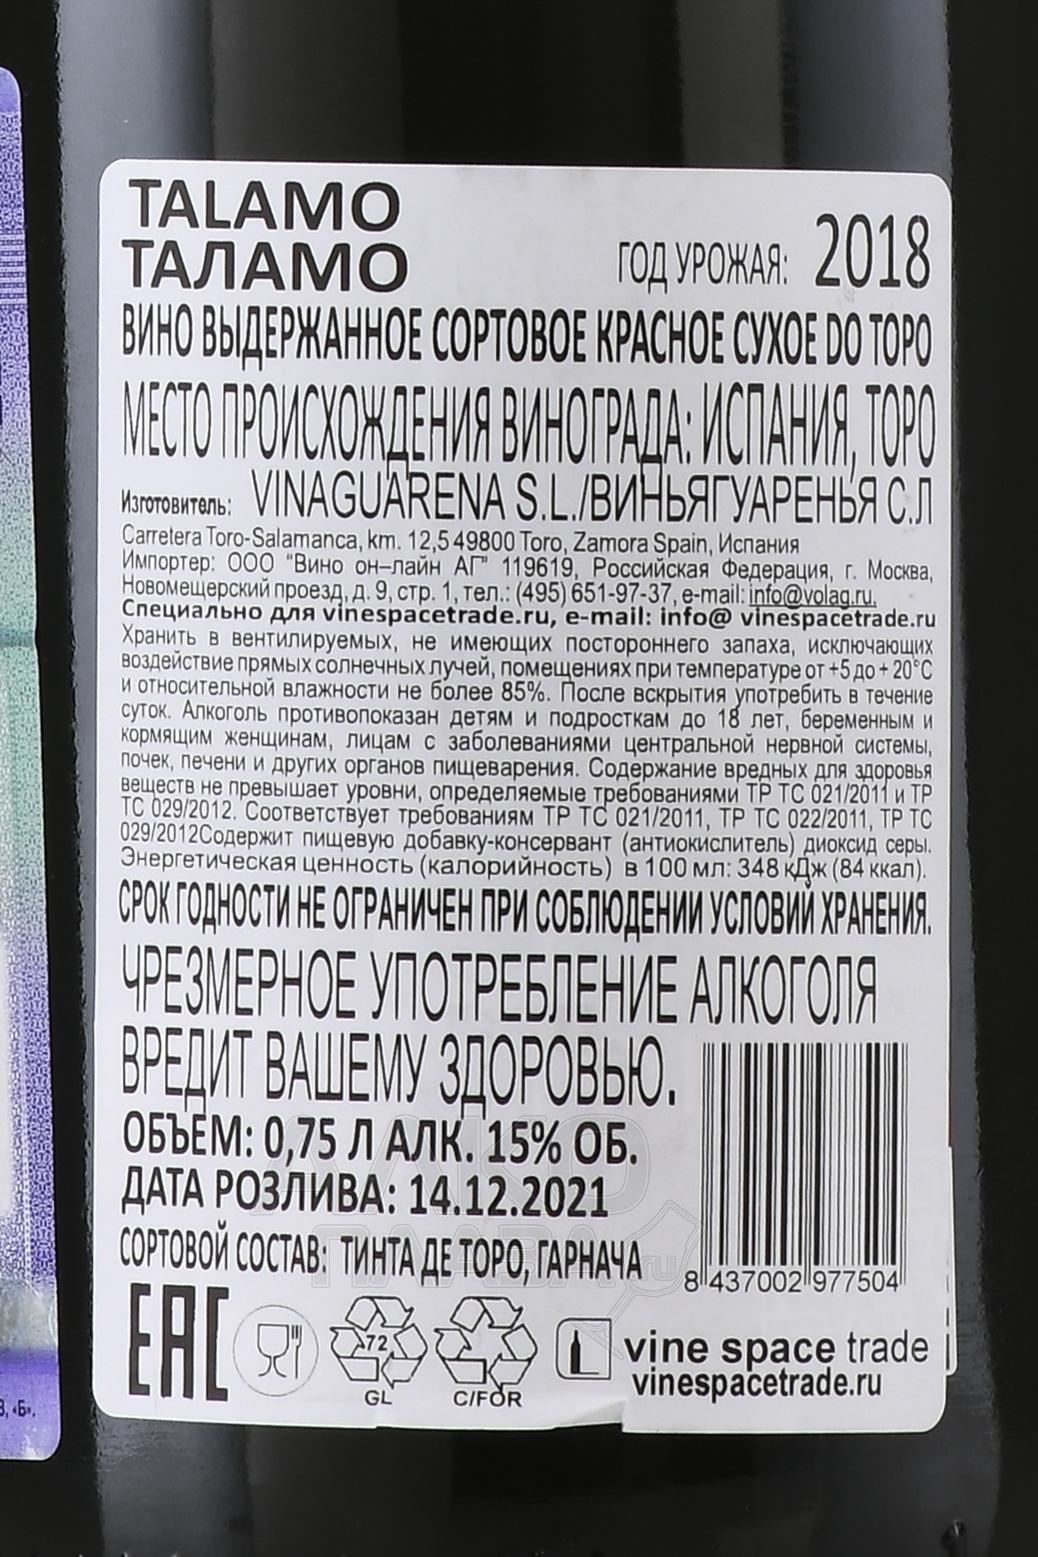 TALAMO
ТАЛАМО
ГОД УРОЖАЯ: 2018
ВИНО ВЫДЕРЖАННОЕ СОРТОВОЕ КРАСНОЕ СУХОЕ DO ТОРО
МЕСТО ПРОИСХОЖДЕНИЯ ВИНОГРАДА: ИСПАНИЯ, ТОРО
Изготовитель: VINAGUARENA S.L./ВИНЬЯГУАРЕНЬЯ С.Л
Carretera Toro-Salamanca, km. 12,5 49800 Toro, Zamora Spain, Испания
Импортер: ООО "Вино он–лайн АГ" 119619, Российская Федерация, г. Москва,
Новомещерский проезд, д. 9, стр. 1, тел.: (495) 651-97-37, e-mail: info@volag.ru.
Специально для vinespacetrade.ru, e-mail: info@ vinespacetrade.ru
Хранить в вентилируемых, не имеющих постороннего запаха, исключающих
воздействие прямых солнечных лучей, помещениях при температуре от +5 до + 20°С
и относительной влажности не более 85%. После вскрытия употребить в течение
суток. Алкоголь противопоказан детям и подросткам до 18 лет, беременным и
кормящим женщинам, лицам с заболеваниями центральной нервной системы,
почек, печени и других органов пищеварения. Содержание вредных для здоровья
веществ не превышает уровни, определяемые требованиями ТР ТС 021/2011 и ТР
ТС 029/2012. Соответствует требованиям ТР ТС 021/2011, ТР ТС 022/2011, ТР ТС
029/2012Содержит пищевую добавку-консервант (антиокислитель) диоксид серы.
Энергетическая ценность (калорийность) в 100 мл: 348 кДж (84 ккал).
СРОК ГОДНОСТИ НЕ ОГРАНИЧЕН ПРИ СОБЛЮДЕНИИ УСЛОВИЙ ХРАНЕНИЯ.
ЧРЕЗМЕРНОЕ УПОТРЕБЛЕНИЕ АЛКОГОЛЯ
ВРЕДИТ ВАШЕМУ ЗДОРОВЬЮ.
ОБЪЕМ: 0,75 Л АЛК. 15% ОБ.
ДАТА РОЗЛИВА: 14.12.2021
СОРТОВОЙ СОСТАВ: ТИНТА ДЕ ТОРО, ГАРНАЧА
8 437002 977504
EAC
72
GL
C/FOR
vine space trade
vinespacetrade.ru